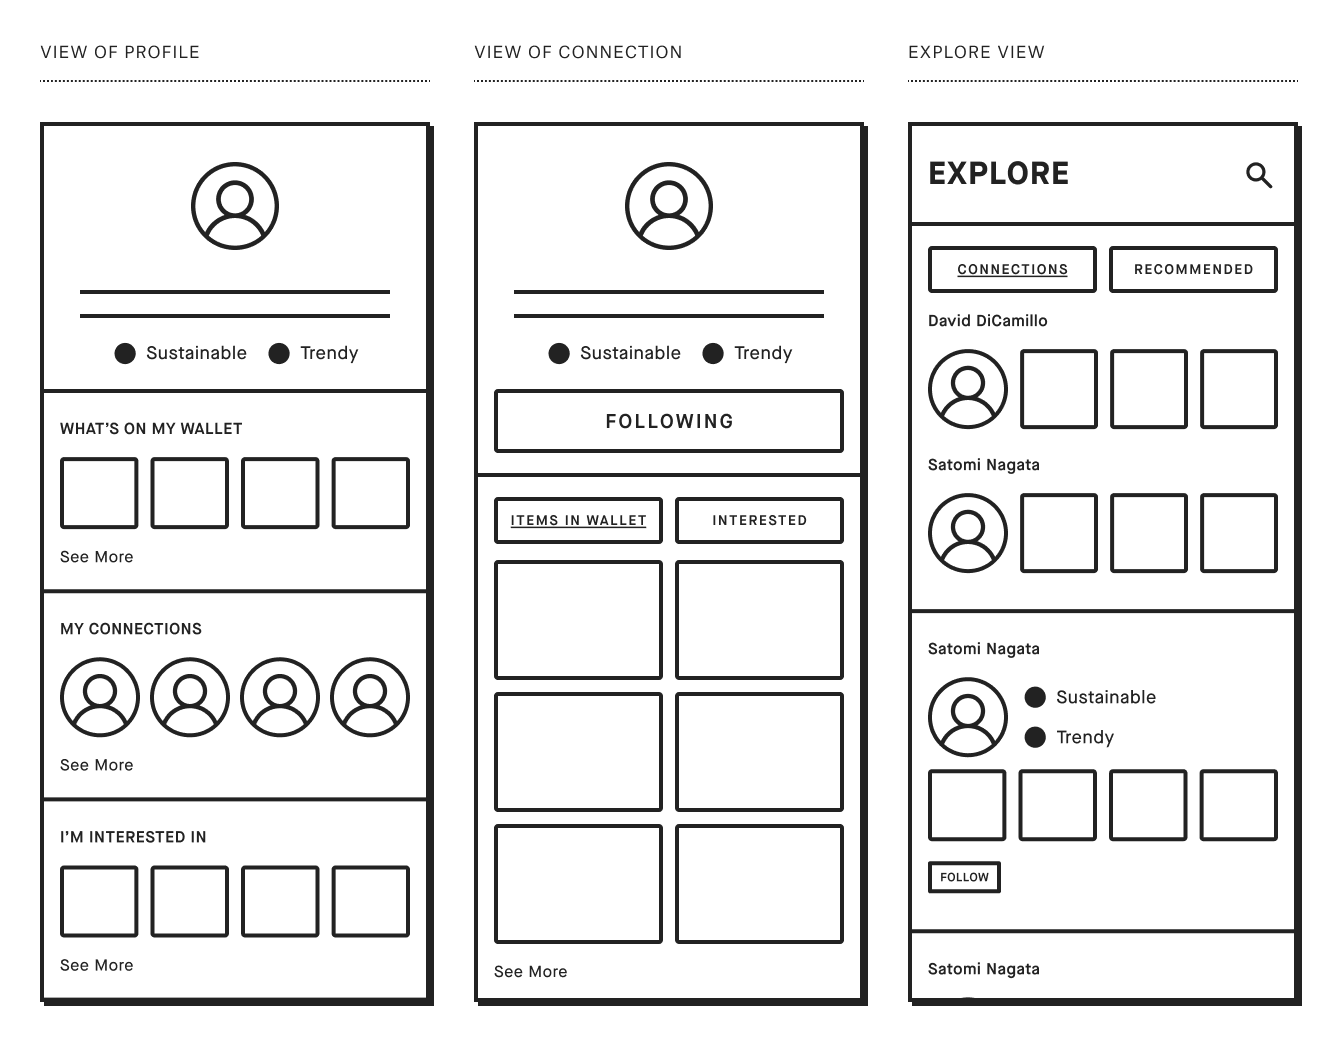 VIEW OF PROFILE
Sustainable Trendy
WHAT’S ON MY WALLET
See More
MY CONNECTIONS
See More
I’M INTERESTED IN
See More
VIEW OF CONNECTION
Sustainable Trendy
FOLLOWING
ITEMS IN WALLET INTERESTED
See More
EXPLORE VIEW
EXPLORE
CONNECTIONS RECOMMENDED
David DiCamillo
Satomi Nagata
Satomi Nagata
Sustainable
Trendy
FOLLOW
Satomi Nagata